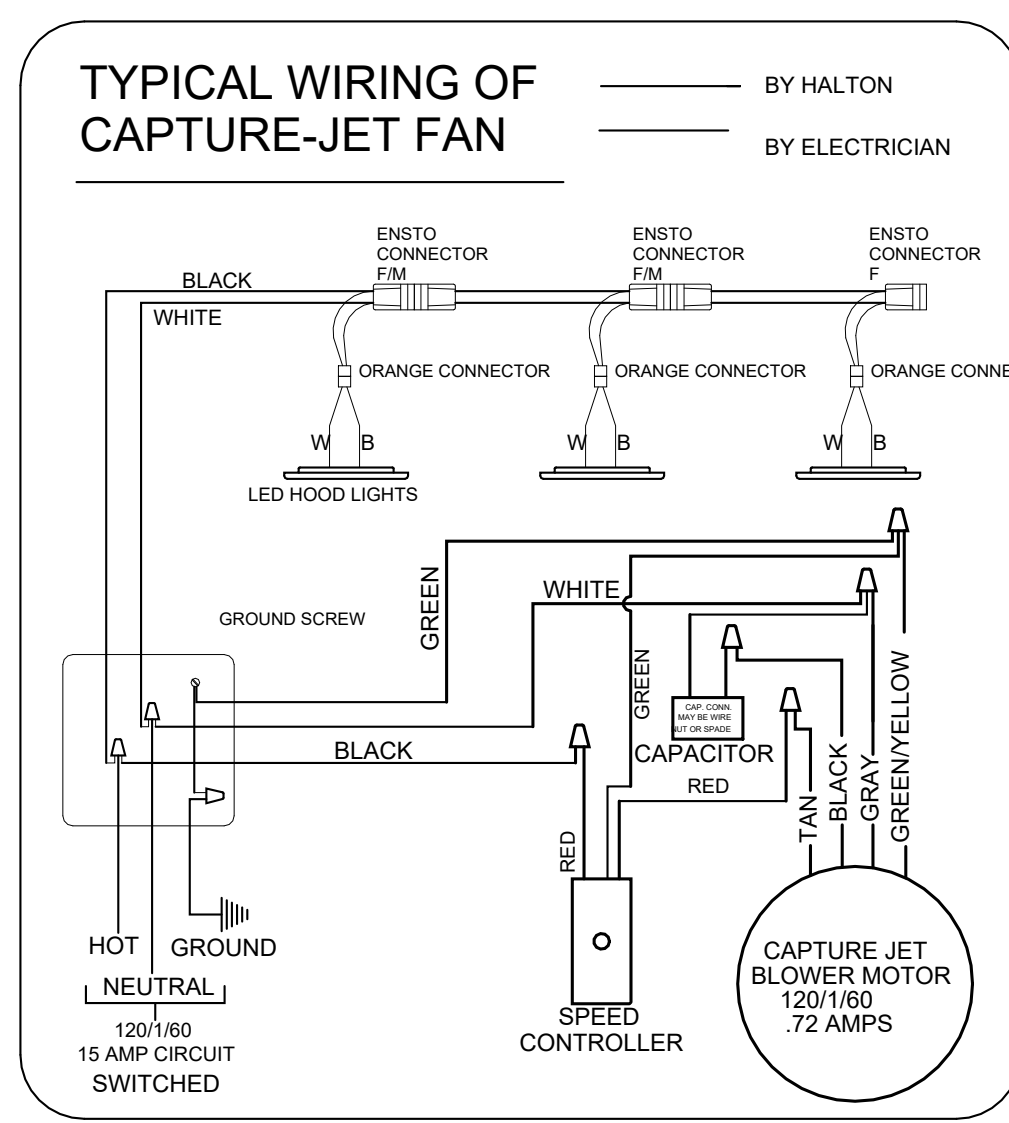 TYPICAL WIRING OF
CAPTURE-JET FAN
BY HALTON
BY ELECTRICIAN
ENSTO
CONNECTOR
F/M
ENSTO
CONNECTOR
F/M
ENSTO
CONNECTOR
F
BLACK
WHITE
ORANGE CONNECTOR
ORANGE CONNECTOR
ORANGE CONNE
W B
W B
W B
LED HOOD LIGHTS
GREEN
WHITE
GROUND SCREW
GREEN
CAP. CONN.
MAY BE WIRE
NUT OR SPADE
CAPACITOR
BLACK
RED
RED
TAN
BLACK
GRAY
GREEN/YELLOW
HOT
GROUND
NEUTRAL
120/1/60
15 AMP CIRCUIT
SWITCHED
SPEED
CONTROLLER
CAPTURE JET
BLOWER MOTOR
120/1/60
.72 AMPS